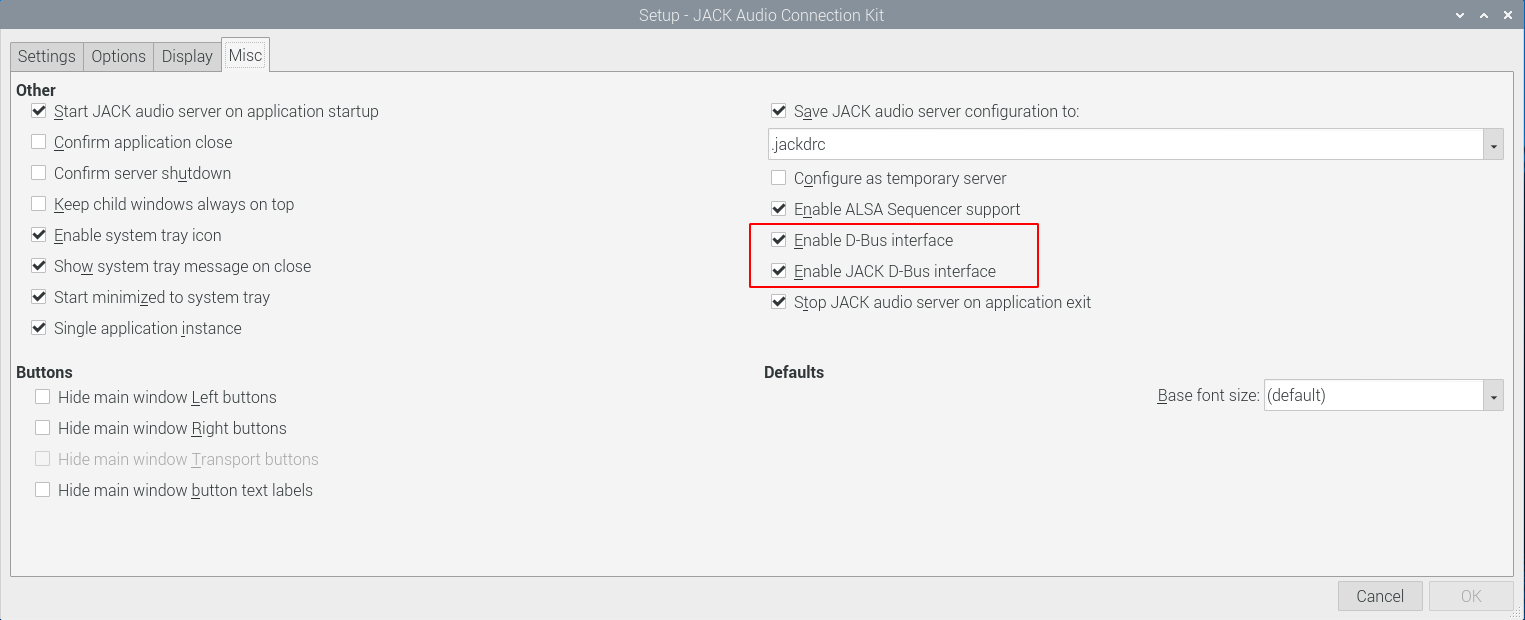 Setup - JACK Audio Connection Kit
Settings Options Display Misc
Other
Start JACK audio server on application startup
Confirm application close
Confirm server shutdown
Keep child windows always on top
Enable system tray icon
Show system tray message on close
Start minimized to system tray
Single application instance
Save JACK audio server configuration to:
.jackdrc
Configure as temporary server
Enable ALSA Sequencer support
Enable D-Bus interface
Enable JACK D-Bus interface
Stop JACK audio server on application exit
Buttons
Hide main window Left buttons
Hide main window Right buttons
Hide main window Transport buttons
Hide main window button text labels
Defaults
Base font size: (default)
Cancel OK